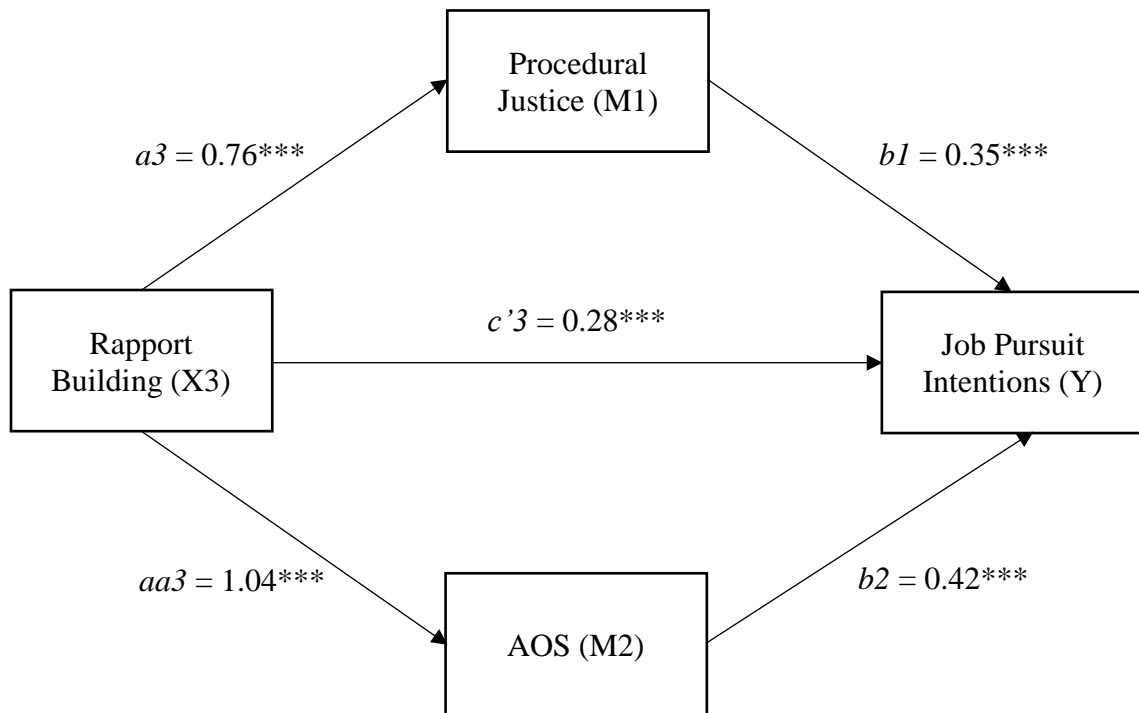 Procedural
Justice (M1)
a3 = 0.76***
b1 = 0.35***
Rapport
Building (X3)
c’3 = 0.28***
Job Pursuit
Intentions (Y)
aa3 = 1.04***
b2 = 0.42***
AOS (M2)